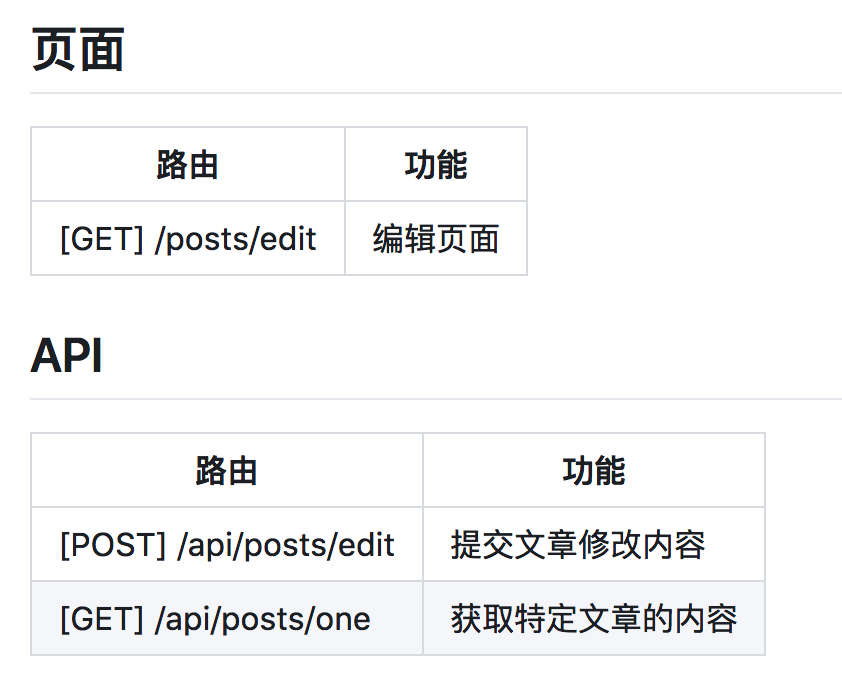 页面
路由 功能
[GET] /posts/edit 编辑页面
API
路由 功能
[POST] /api/posts/edit 提交文章修改内容
[GET] /api/posts/one 获取特定文章的内容